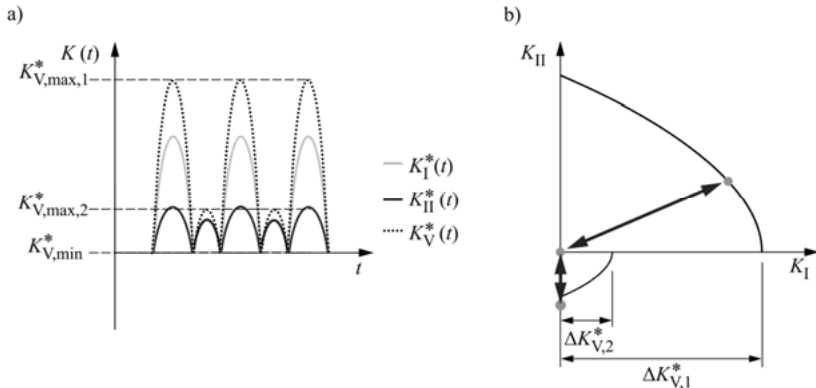 a)
K (t)
K*V,max,1
K*V,max,2
K*V,min
t
K*I (t)
K*II (t)
K*V (t)
b)
KII
KI
ΔK*V,2
ΔK*V,1